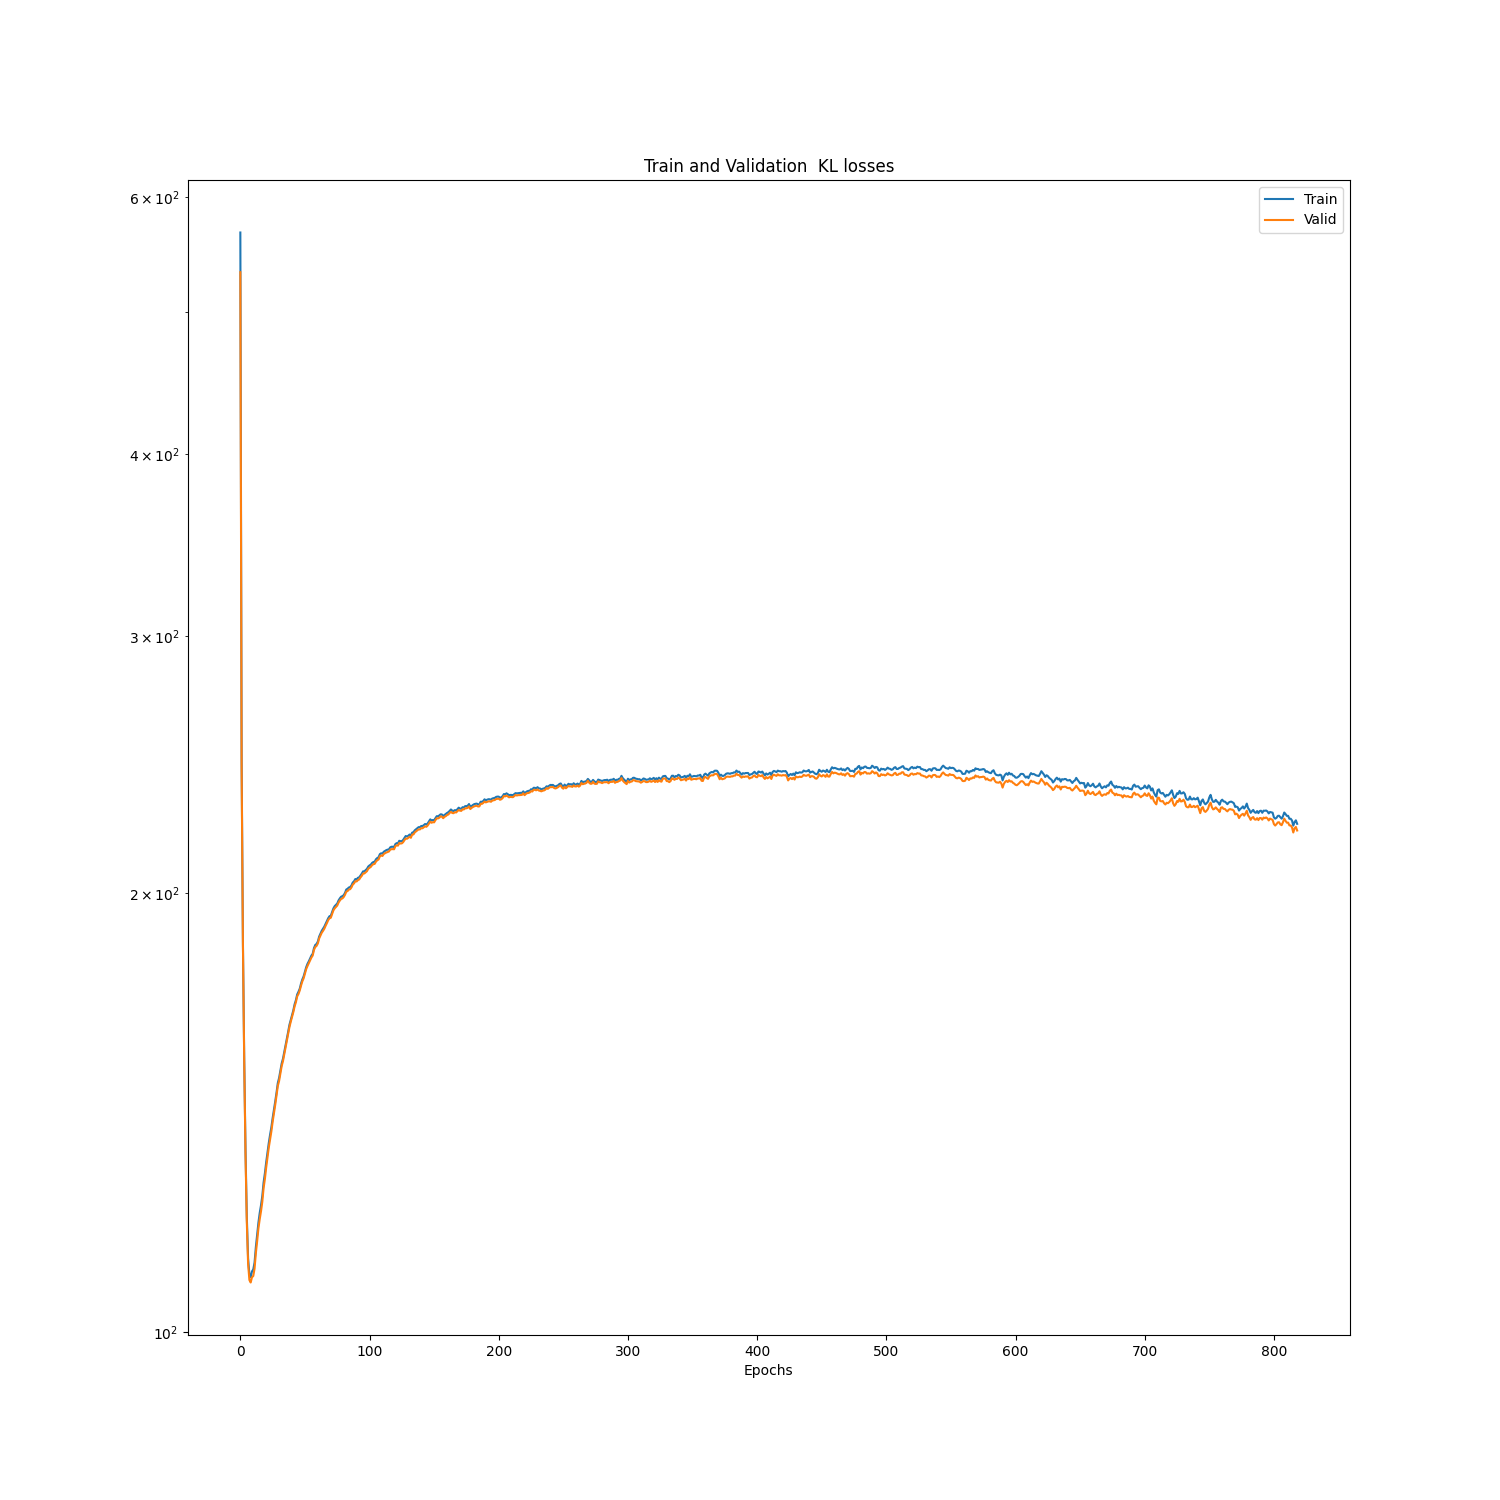 Train and Validation  KL losses
6 × 10²
4 × 10²
3 × 10²
2 × 10²
10²
Train
Valid
0 100 200 300 400 500 600 700 800
Epochs